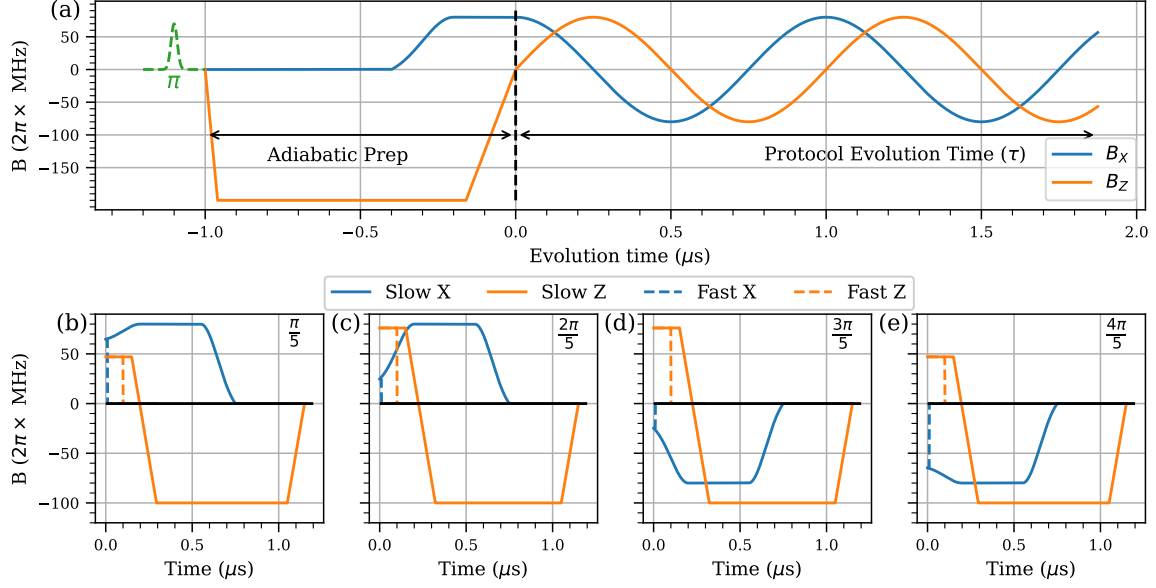 (a)
B (2π× MHz)
50
0
−50
−100
−150
π
Adiabatic Prep
Protocol Evolution Time (τ)
B_X
B_Z
−1.0 −0.5 0.0 0.5 1.0 1.5 2.0
Evolution time (μs)
Slow X Slow Z Fast X Fast Z
(b) π/5 (c) 2π/5 (d) 3π/5 (e) 4π/5
B (2π× MHz)
50
0
−50
−100
0.0 0.5 1.0 0.0 0.5 1.0 0.0 0.5 1.0 0.0 0.5 1.0
Time (μs) Time (μs) Time (μs) Time (μs)